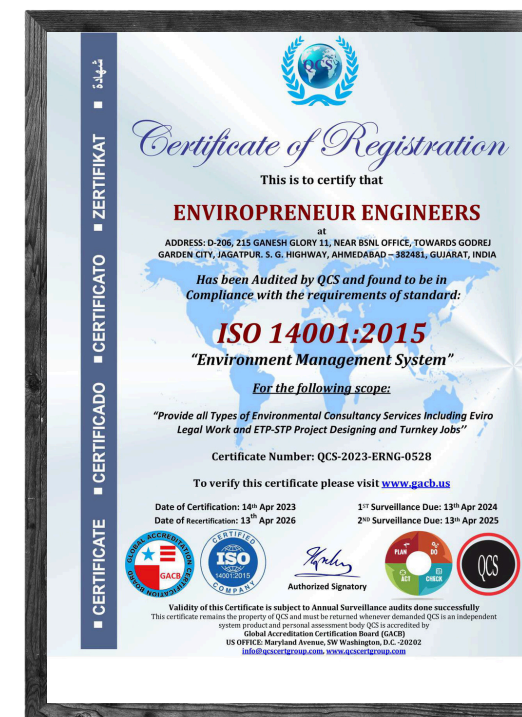 QCS
Certificate of Registration
This is to certify that
ENVIROPRENEUR ENGINEERS
at
ADDRESS: D-206, 215 GANESH GLORY 11, NEAR BSNL OFFICE, TOWARDS GODREJ
GARDEN CITY, JAGATPUR. S. G. HIGHWAY, AHMEDABAD – 382481, GUJARAT, INDIA
Has been Audited by QCS and found to be in
Compliance with the requirements of standard:
ISO 14001:2015
“Environment Management System”
For the following scope:
“Provide all Types of Environmental Consultancy Services Including Eviro
Legal Work and ETP-STP Project Designing and Turnkey Jobs’’
Certificate Number: QCS-2023-ERNG-0528
To verify this certificate please visit www.gacb.us
Date of Certification: 14th Apr 2023
Date of Recertification: 13th Apr 2026
1ST Surveillance Due: 13th Apr 2024
2ND Surveillance Due: 13th Apr 2025
GLOBAL ACCREDITATION CERTIFICATION BOARD (GACB)
GACB
CERTIFIED
ISO
14001:2015
COMPANY
Authorized Signatory
PLAN
DO
ACT
CHECK
QCS
Validity of this Certificate is subject to Annual Surveillance audits done successfully
This certificate remains the property of QCS and must be returned whenever demanded QCS is an independent
system product and personal assessment body QCS is accredited by
Global Accreditation Certification Board (GACB)
US OFFICE: Maryland Avenue, SW Washington, D.C. -20202
info@qcscertgroup.com, www.qcscertgroup.com
■ CERTIFICATE ■ CERTIFICADO ■ CERTIFICATO ■ ZERTIFIKAT ■ شهادة